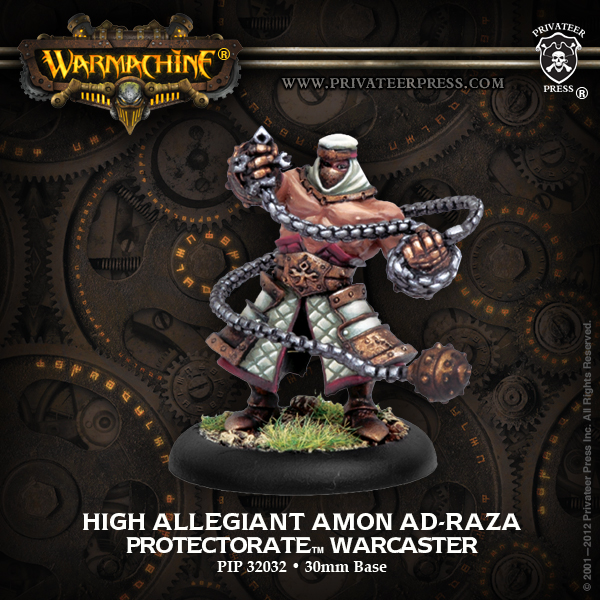 WARMACHINE®
PRIVATEER
PRESS®
WWW.PRIVATEERPRESS.COM
HIGH ALLEGIANT AMON AD-RAZA
PROTECTORATE™ WARCASTER
PIP 32032 • 30mm Base
© 2001–2012 Privateer Press Inc. All Rights Reserved.